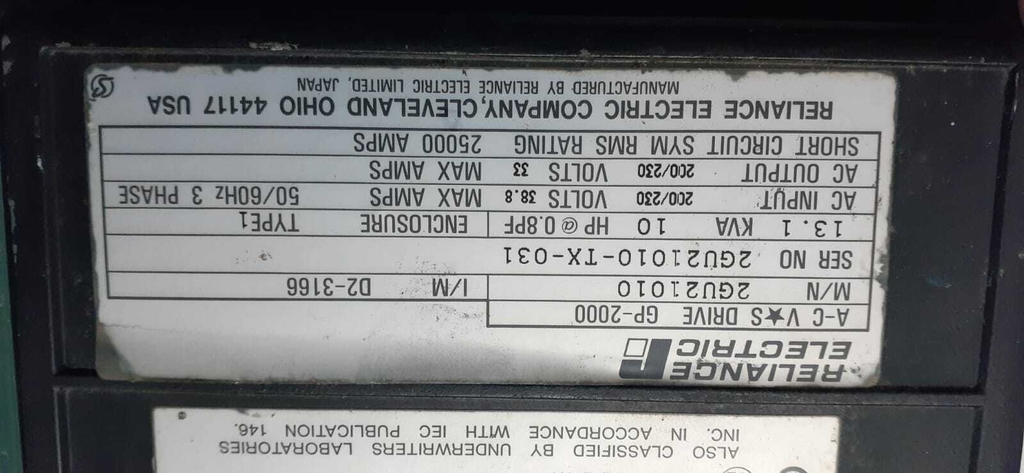 ALSO CLASSIFIED BY UNDERWRITERS LABORATORIES
INC. IN ACCORDANCE WITH IEC PUBLICATION 146.
RELIANCE
ELECTRIC
A-C V★S DRIVE GP-2000
M/N 2GU21010 I/M D2-3166
SER NO 2GU21010-TX-031
13.1 KVA 10 HP @ 0.8PF ENCLOSURE TYPE1
AC INPUT 200/230 VOLTS 38.8 MAX AMPS 50/60Hz 3 PHASE
AC OUTPUT 200/230 VOLTS 33 MAX AMPS
SHORT CIRCUIT SYM RMS RATING 25000 AMPS
RELIANCE ELECTRIC COMPANY, CLEVELAND OHIO 44117 USA
MANUFACTURED BY RELIANCE ELECTRIC LIMITED, JAPAN